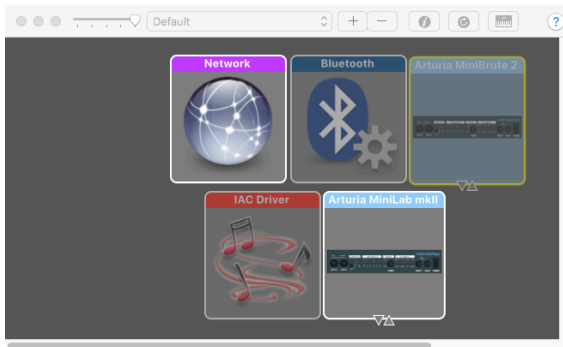 Default
Network
Bluetooth
Arturia MiniBrute 2
IAC Driver
Arturia MiniLab mkII